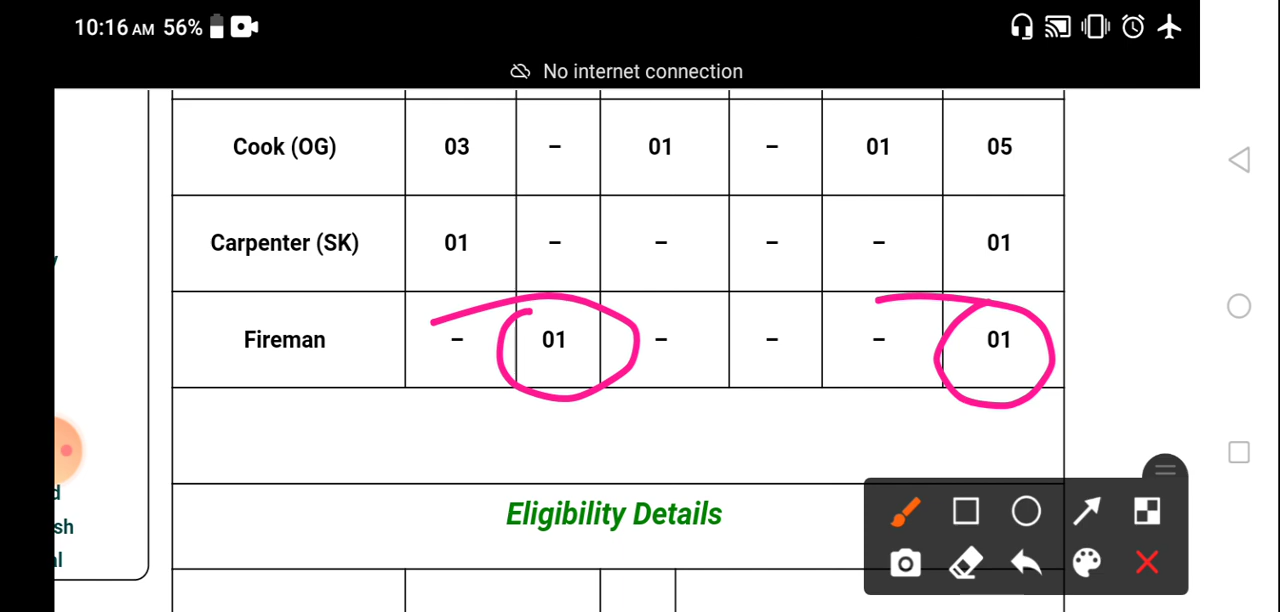 10:16 AM 56%
No internet connection
Cook (OG) 03 – 01 – 01 05
Carpenter (SK) 01 – – – – 01
Fireman – 01 – – – 01
d
sh
al
Eligibility Details